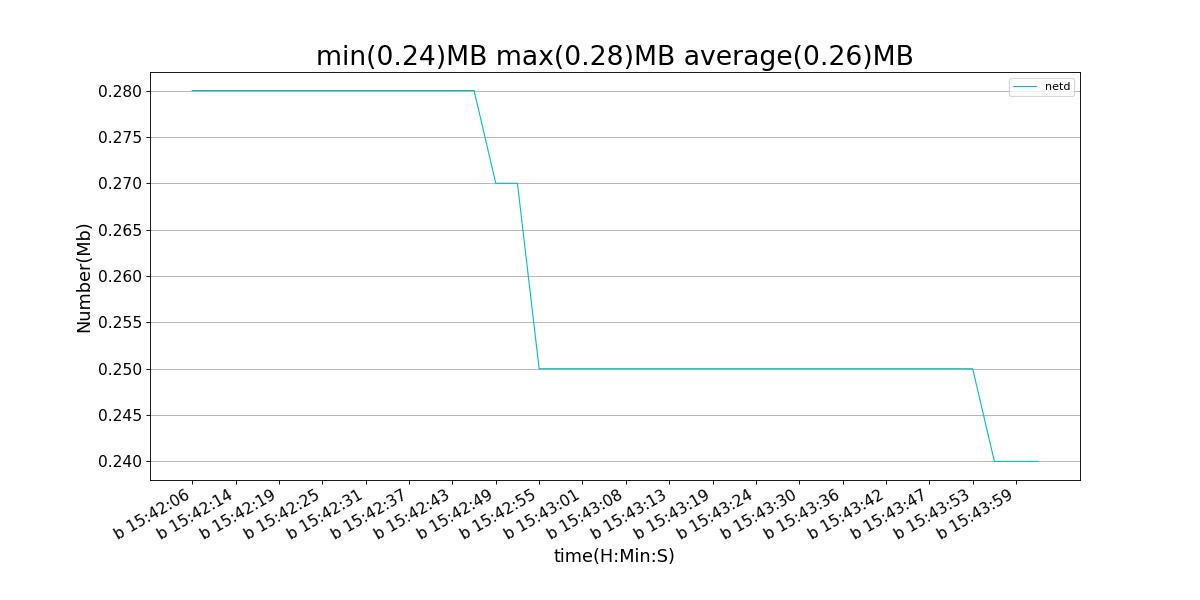 min(0.24)MB max(0.28)MB average(0.26)MB
netd
0.280
0.275
0.270
0.265
0.260
0.255
0.250
0.245
0.240
Number(Mb)
b 15:42:06
b 15:42:14
b 15:42:19
b 15:42:25
b 15:42:31
b 15:42:37
b 15:42:43
b 15:42:49
b 15:42:55
b 15:43:01
b 15:43:08
b 15:43:13
b 15:43:19
b 15:43:24
b 15:43:30
b 15:43:36
b 15:43:42
b 15:43:47
b 15:43:53
b 15:43:59
time(H:Min:S)